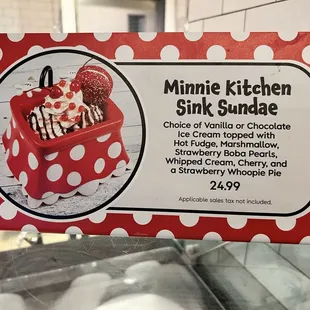 Minnie Kitchen
Sink Sundae
Choice of Vanilla or Chocolate
Ice Cream topped with
Hot Fudge, Marshmallow,
Strawberry Boba Pearls,
Whipped Cream, Cherry, and
a Strawberry Whoopie Pie
24.99
Applicable sales tax not included.